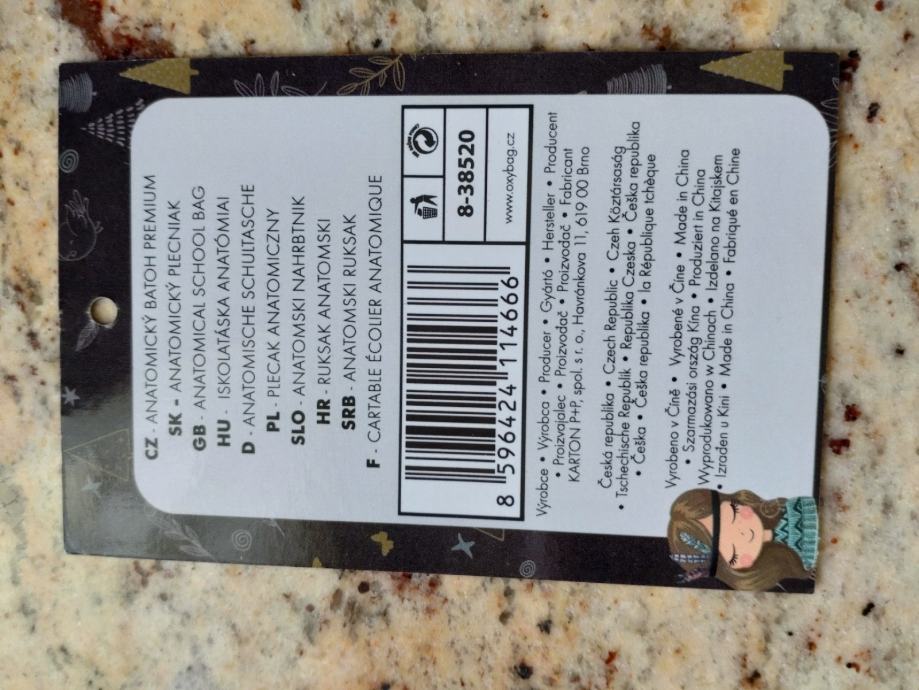 CZ - ANATOMICKÝ BATOH PREMIUM
SK - ANATOMICKÝ PLECNIAK
GB - ANATOMICAL SCHOOL BAG
HU - ISKOLATÁSKA ANATÓMIAI
D - ANATOMISCHE SCHULTASCHE
PL - PLECAK ANATOMICZNY
SLO - ANATOMSKI NAHRBTNIK
HR - RUKSAK ANATOMSKI
SRB - ANATOMSKI RUKSAK
F - CARTABLE ÉCOLIER ANATOMIQUE
8-38520
www.oxybag.cz
8 596424 114666
Výrobce • Výrobca • Producer • Gyártó • Hersteller • Producent
• Proizvajalec • Proizvođač • Proizvodač • Fabricant
KARTON P+P, spol. s r. o., Havránkova 11, 619 00 Brno
Česká republika • Czech Republic • Czeh Köztársaság
• Tschechische Republik • Republika Czeska • Češka republika
• Češka • Češka republika • la République tchèque
Vyrobeno v Číně • Vyrobené v Číne • Made in China
• Szarmazási ország Kína • Produziert in China
Wyprodukowano w Chinach • Izdelano na Kitajskem
• Izrađen u Kini • Made in China • Fabriqué en Chine